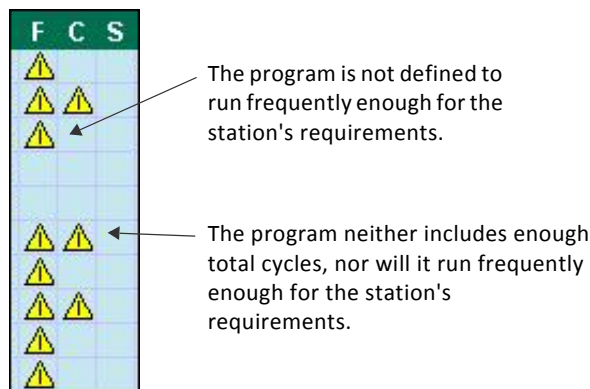 F C S
The program is not defined to
run frequently enough for the
station's requirements.
The program neither includes enough
total cycles, nor will it run frequently
enough for the station's
requirements.